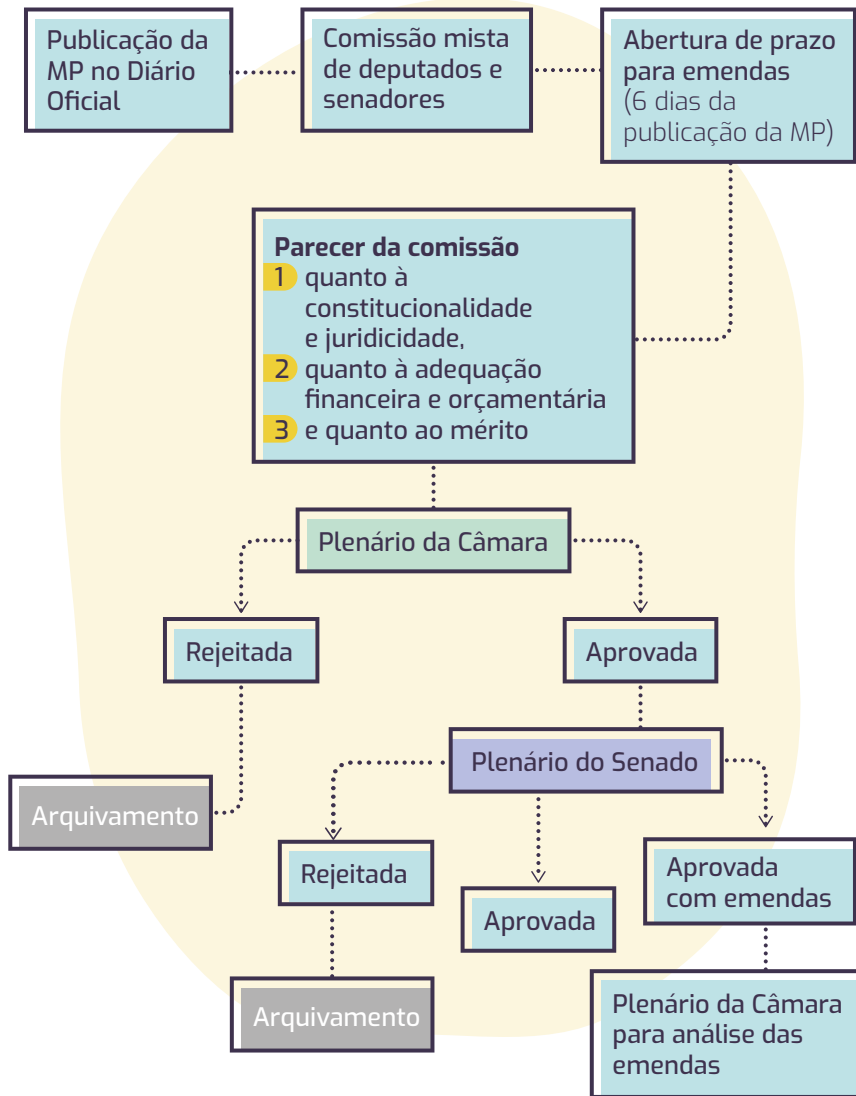 Publicação da
MP no Diário
Oficial
Comissão mista
de deputados e
senadores
Abertura de prazo
para emendas
(6 dias da
publicação da MP)
Parecer da comissão
1 quanto à
constitucionalidade
e juridicidade,
2 quanto à adequação
financeira e orçamentária
3 e quanto ao mérito
Plenário da Câmara
Rejeitada
Aprovada
Plenário do Senado
Arquivamento
Rejeitada
Aprovada
Aprovada
com emendas
Arquivamento
Plenário da Câmara
para análise das
emendas